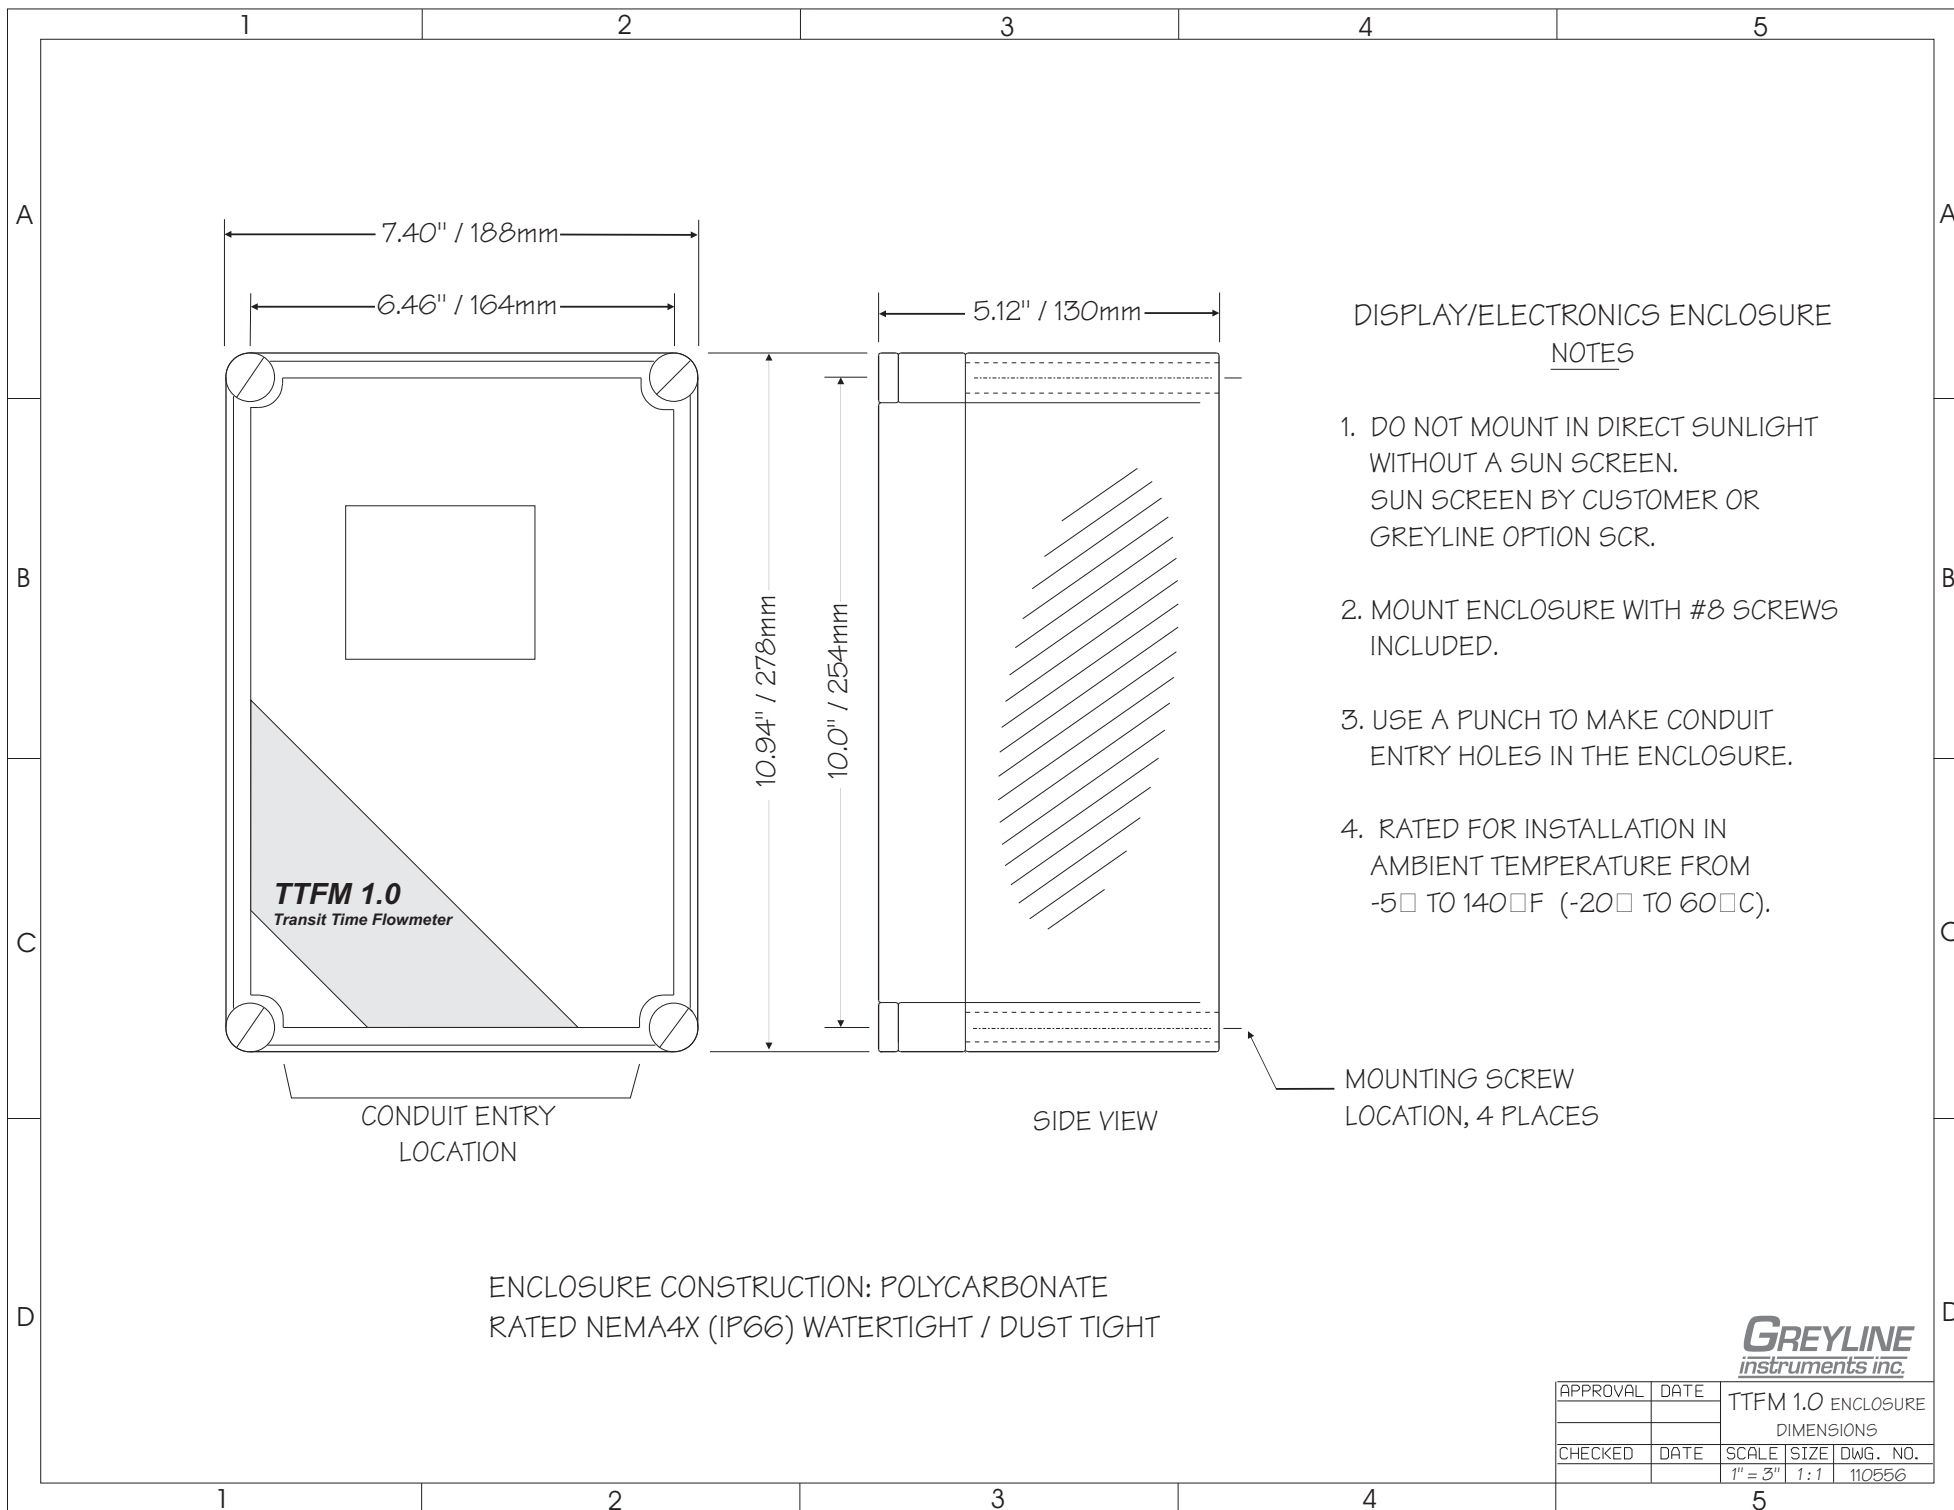 1 2 3 4 5
A A
7.40" / 188mm
6.46" / 164mm
5.12" / 130mm
10.94" / 278mm
10.0" / 254mm
DISPLAY/ELECTRONICS ENCLOSURE
NOTES
1. DO NOT MOUNT IN DIRECT SUNLIGHT
WITHOUT A SUN SCREEN.
SUN SCREEN BY CUSTOMER OR
GREYLINE OPTION SCR.
B B
2. MOUNT ENCLOSURE WITH #8 SCREWS
INCLUDED.
3. USE A PUNCH TO MAKE CONDUIT
ENTRY HOLES IN THE ENCLOSURE.
4. RATED FOR INSTALLATION IN
AMBIENT TEMPERATURE FROM
-5□ TO 140□F (-20□ TO 60□C).
TTFM 1.0
Transit Time Flowmeter
C C
CONDUIT ENTRY
LOCATION
SIDE VIEW
MOUNTING SCREW
LOCATION, 4 PLACES
ENCLOSURE CONSTRUCTION: POLYCARBONATE
RATED NEMA4X (IP66) WATERTIGHT / DUST TIGHT
D D
GREYLINE
instruments inc.
APPROVAL DATE
TTFM 1.0 ENCLOSURE
DIMENSIONS
CHECKED DATE SCALE SIZE DWG. NO.
1" = 3" 1:1 110556
1 2 3 4 5